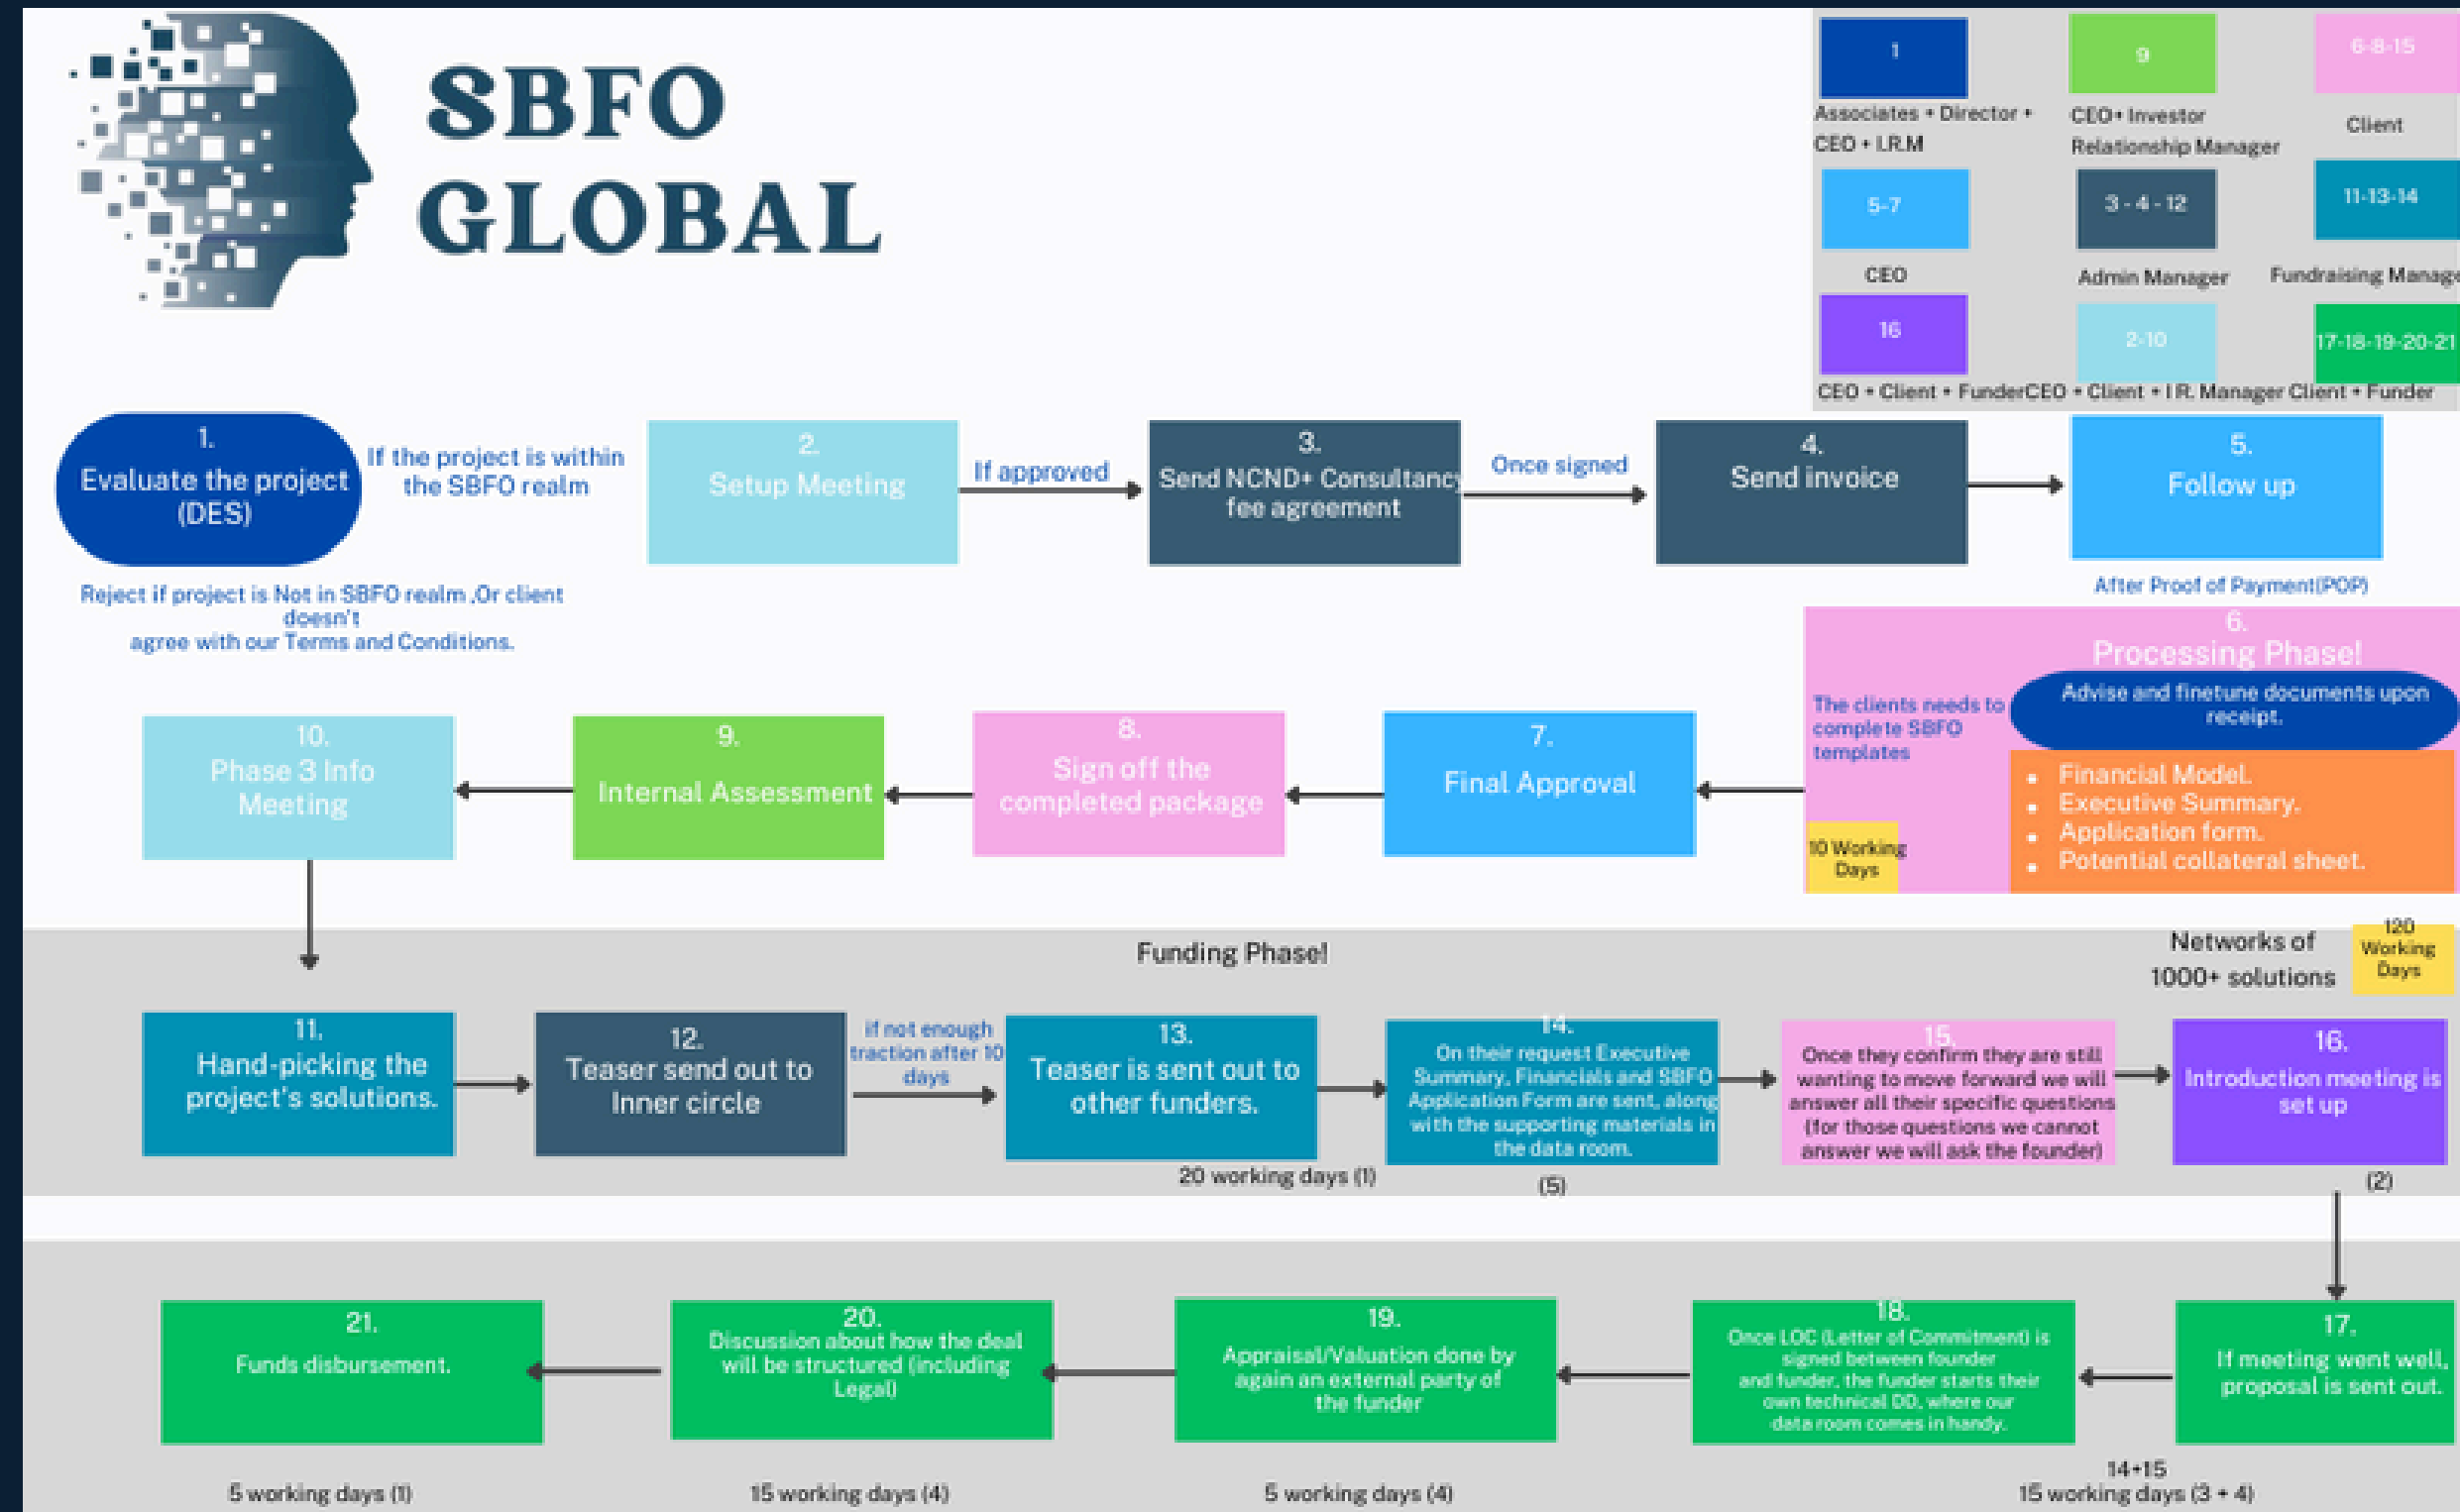 SBFO
GLOBAL
1
9
6-8-15
Associates + Director +
CEO + I.R.M
CEO+ Investor
Relationship Manager
Client
5-7
3 - 4 - 12
11-13-14
CEO
Admin Manager
Fundraising Manage
16
2-10
17-18-19-20-21
CEO + Client + Funder
CEO + Client + I R. Manager
Client + Funder
1.
Evaluate the project
(DES)
If the project is within
the SBFO realm
2.
Setup Meeting
If approved
3.
Send NCND+ Consultancy
fee agreement
Once signed
4.
Send invoice
5.
Follow up
Reject if project is Not in SBFO realm ,Or client
doesn't
agree with our Terms and Conditions.
After Proof of Payment(POP)
6.
Processing Phase!
The clients needs to
complete SBFO
templates
Advise and finetune documents upon
receipt.
• Financial Model.
• Executive Summary.
• Application form.
• Potential collateral sheet.
10 Working
Days
7.
Final Approval
8.
Sign off the
completed package
9.
Internal Assessment
10.
Phase 3 Info
Meeting
Funding Phase!
Networks of
1000+ solutions
120
Working
Days
11.
Hand-picking the
project's solutions.
12.
Teaser send out to
Inner circle
if not enough
traction after 10
days
13.
Teaser is sent out to
other funders.
20 working days (1)
14.
On their request Executive
Summary, Financials and SBFO
Application Form are sent, along
with the supporting materials in
the data room.
(5)
15.
Once they confirm they are still
wanting to move forward we will
answer all their specific questions
(for those questions we cannot
answer we will ask the founder)
16.
Introduction meeting is
set up
(2)
17.
If meeting went well,
proposal is sent out.
18.
Once LOC (Letter of Commitment) is
signed between founder
and funder, the funder starts their
own technical DD, where our
data room comes in handy.
14+15
15 working days (3 + 4)
19.
Appraisal/Valuation done by
again an external party of
the funder
5 working days (4)
20.
Discussion about how the deal
will be structured (including
Legal)
15 working days (4)
21.
Funds disbursement.
5 working days (1)